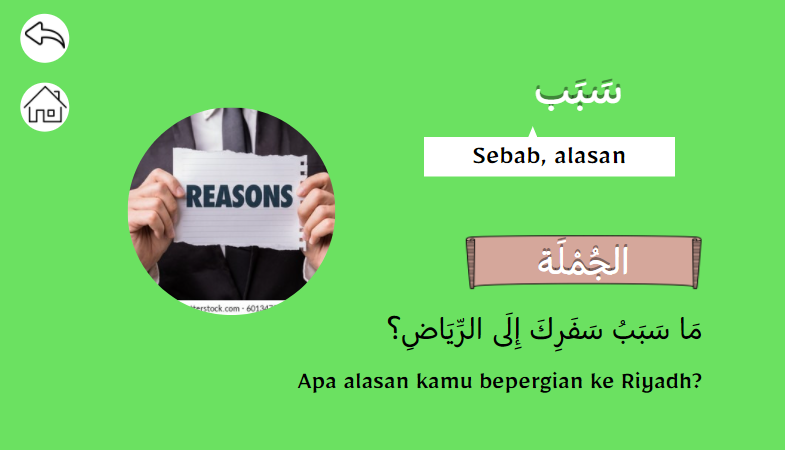 سَبَب
Sebab, alasan
REASONS
الجُمْلَة
مَا سَبَبُ سَفَرِكَ إِلَى الرِّيَاضِ؟
Apa alasan kamu bepergian ke Riyadh?